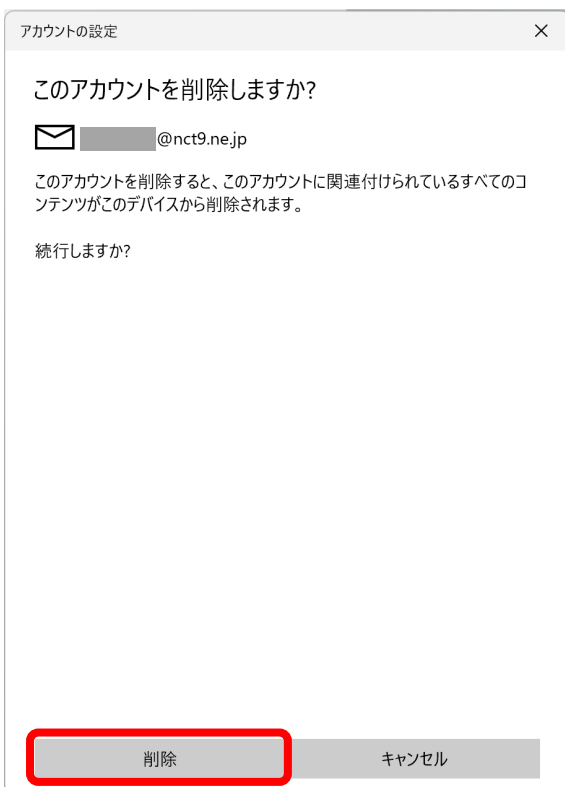 アカウントの設定
このアカウントを削除しますか?
@nct9.ne.jp
このアカウントを削除すると、このアカウントに関連付けられているすべてのコ
ンテンツがこのデバイスから削除されます。
続行しますか?
削除
キャンセル